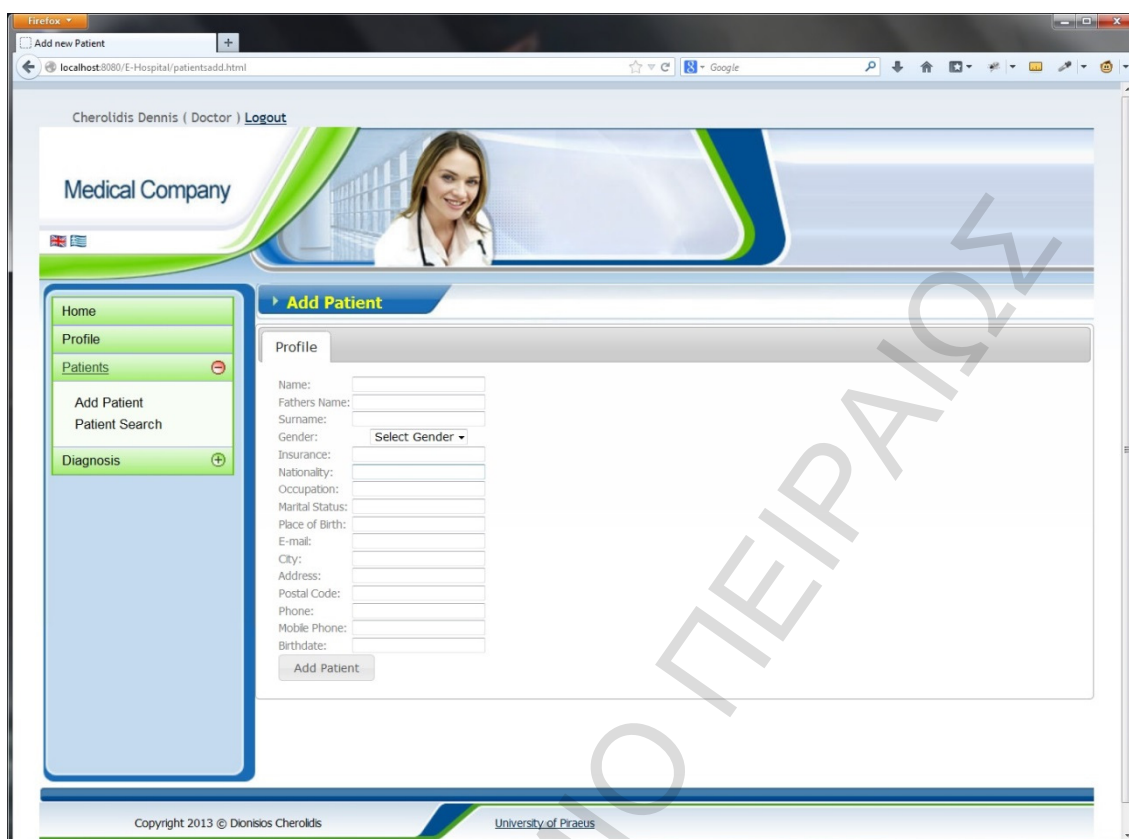 Firefox
Add new Patient
localhost:8080/E-Hospital/patientsadd.html
Google
Cherolidis Dennis ( Doctor ) Logout
Medical Company
Home
Profile
Patients
Add Patient
Patient Search
Diagnosis
Add Patient
Profile
Name:
Fathers Name:
Surname:
Gender: Select Gender
Insurance:
Nationality:
Occupation:
Marital Status:
Place of Birth:
E-mail:
City:
Address:
Postal Code:
Phone:
Mobile Phone:
Birthdate:
Add Patient
Copyright 2013 © Dionisios Cherolidis
University of Piraeus
ΠΕΙΡΑΙΩΣ